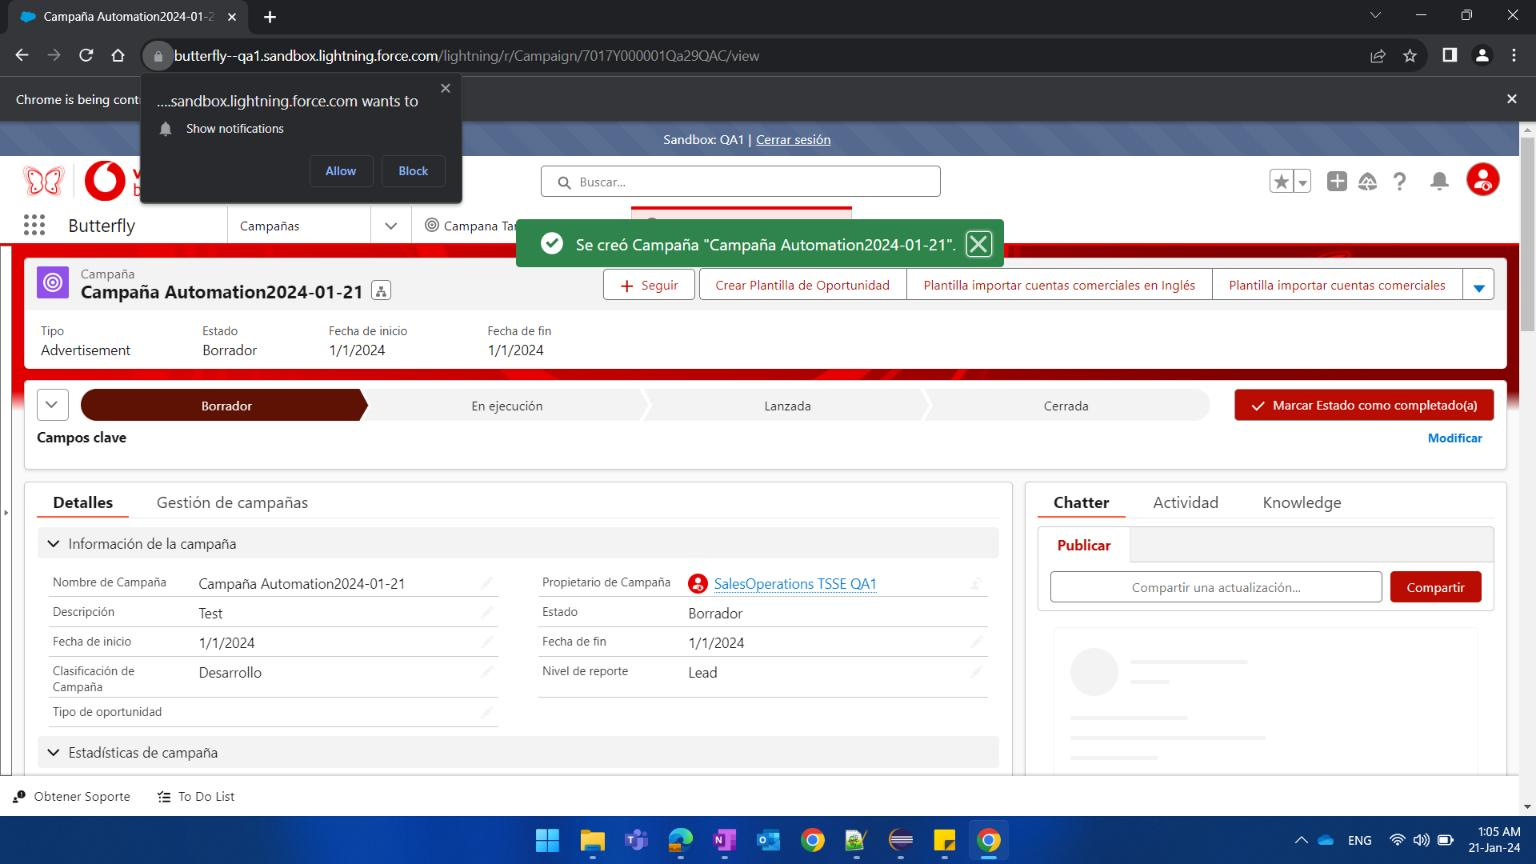 Campaña Automation2024-01-2
butterfly--qa1.sandbox.lightning.force.com/lightning/r/Campaign/7017Y000001Qa29QAC/view
Chrome is being cont
....sandbox.lightning.force.com wants to
Show notifications
Allow
Block
Sandbox: QA1 | Cerrar sesión
Buscar...
Butterfly
Campañas
Campana Tar
Se creó Campaña "Campaña Automation2024-01-21".
Campaña
Campaña Automation2024-01-21
Seguir
Crear Plantilla de Oportunidad
Plantilla importar cuentas comerciales en Inglés
Plantilla importar cuentas comerciales
Tipo
Advertisement
Estado
Borrador
Fecha de inicio
1/1/2024
Fecha de fin
1/1/2024
Borrador
En ejecución
Lanzada
Cerrada
Marcar Estado como completado(a)
Campos clave
Modificar
Detalles
Gestión de campañas
Información de la campaña
Nombre de Campaña
Campaña Automation2024-01-21
Propietario de Campaña
SalesOperations TSSE QA1
Descripción
Test
Estado
Borrador
Fecha de inicio
1/1/2024
Fecha de fin
1/1/2024
Clasificación de Campaña
Desarrollo
Nivel de reporte
Lead
Tipo de oportunidad
Estadísticas de campaña
Chatter
Actividad
Knowledge
Publicar
Compartir una actualización...
Compartir
Obtener Soporte
To Do List
ENG
1:05 AM
21-Jan-24